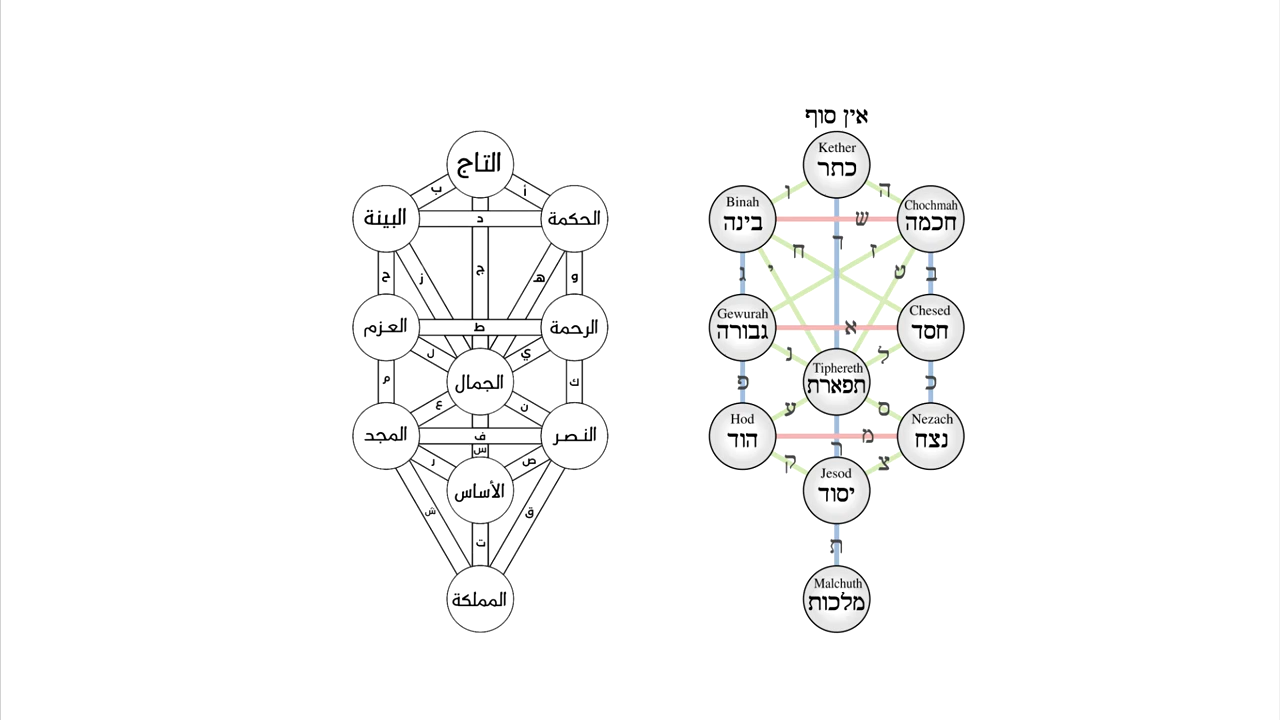 التاج
ب
أ
البينة
د
الحكمة
ح
ز
ج
هـ
و
العزم
ط
الرحمة
ل
ي
م
الجمال
ك
ع
ن
المجد
ف
النصر
س
ر
ص
الأساس
ش
ق
ت
المملكة
אין סוף
Kether
כתר
ו
ה
Binah
בינה
ש
Chochmah
חכמה
ד
ח
ז
ג
י
ט
ב
Gewurah
גבורה
א
Chesed
חסד
נ
ל
Tiphereth
תפארת
פ
כ
ע
ס
Hod
הוד
מ
Nezach
נצח
ר
ק
צ
Jesod
יסוד
ת
Malchuth
מלכות